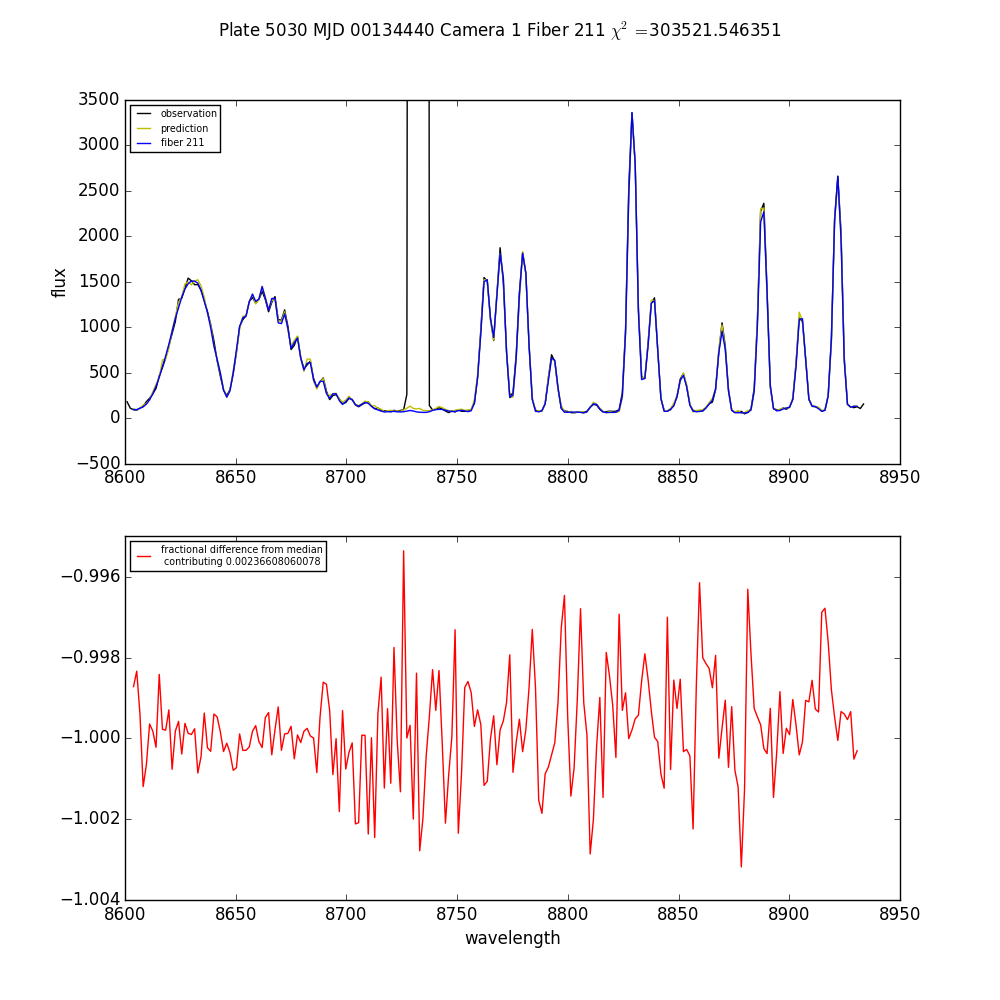 Plate 5030 MJD 00134440 Camera 1 Fiber 211 χ² =303521.546351
3500
3000
2500
2000
1500
1000
500
0
−500
flux
observation
prediction
fiber 211
8600 8650 8700 8750 8800 8850 8900 8950
−0.996
−0.998
−1.000
−1.002
−1.004
fractional difference from median
contributing 0.00236608060078
8600 8650 8700 8750 8800 8850 8900 8950
wavelength